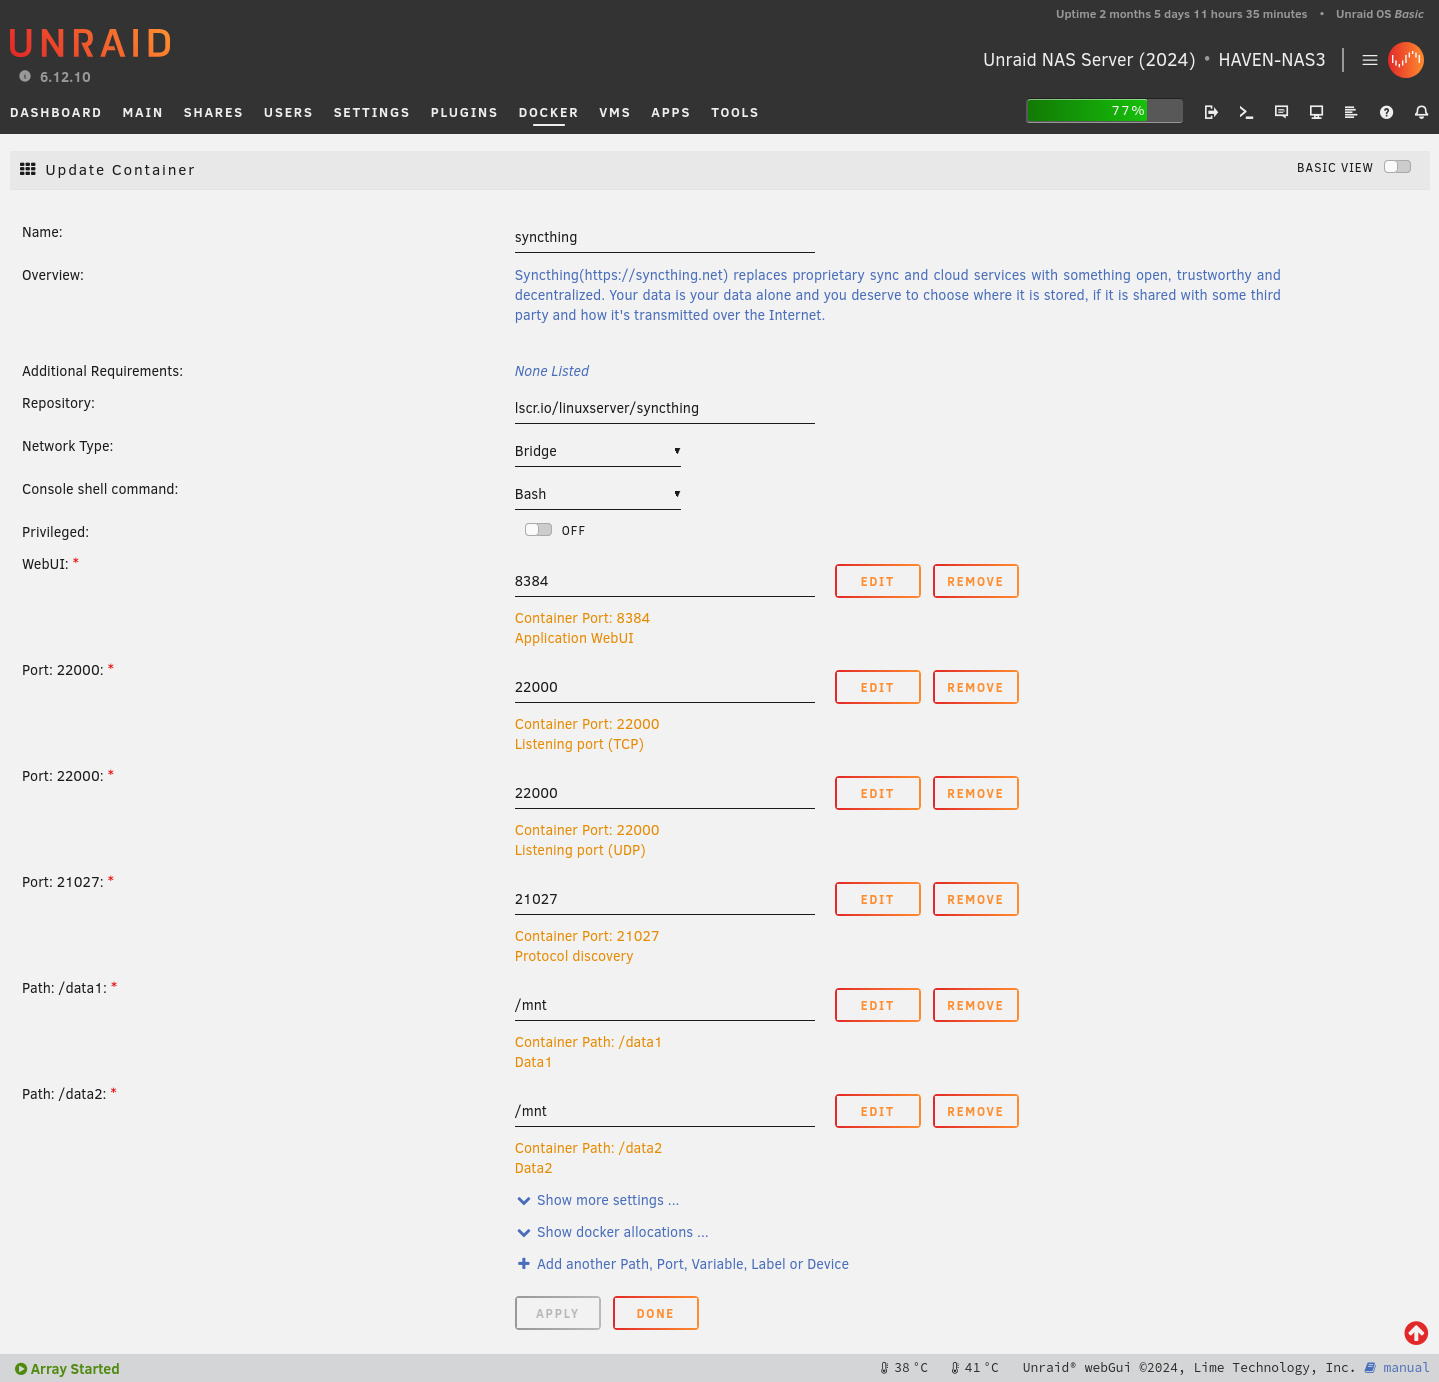 Uptime 2 months 5 days 11 hours 35 minutes • Unraid OS Basic
UNRAID
6.12.10
Unraid NAS Server (2024) • HAVEN-NAS3
DASHBOARD MAIN SHARES USERS SETTINGS PLUGINS DOCKER VMS APPS TOOLS
77%
Update Container
BASIC VIEW
Name:
syncthing
Overview:
Syncthing(https://syncthing.net) replaces proprietary sync and cloud services with something open, trustworthy and
decentralized. Your data is your data alone and you deserve to choose where it is stored, if it is shared with some third
party and how it's transmitted over the Internet.
Additional Requirements:
None Listed
Repository:
lscr.io/linuxserver/syncthing
Network Type:
Bridge
Console shell command:
Bash
Privileged:
OFF
WebUI: *
8384
EDIT REMOVE
Container Port: 8384
Application WebUI
Port: 22000: *
22000
EDIT REMOVE
Container Port: 22000
Listening port (TCP)
Port: 22000: *
22000
EDIT REMOVE
Container Port: 22000
Listening port (UDP)
Port: 21027: *
21027
EDIT REMOVE
Container Port: 21027
Protocol discovery
Path: /data1: *
/mnt
EDIT REMOVE
Container Path: /data1
Data1
Path: /data2: *
/mnt
EDIT REMOVE
Container Path: /data2
Data2
Show more settings ...
Show docker allocations ...
Add another Path, Port, Variable, Label or Device
APPLY DONE
Array Started
38 °C 41 °C Unraid® webGui ©2024, Lime Technology, Inc. manual